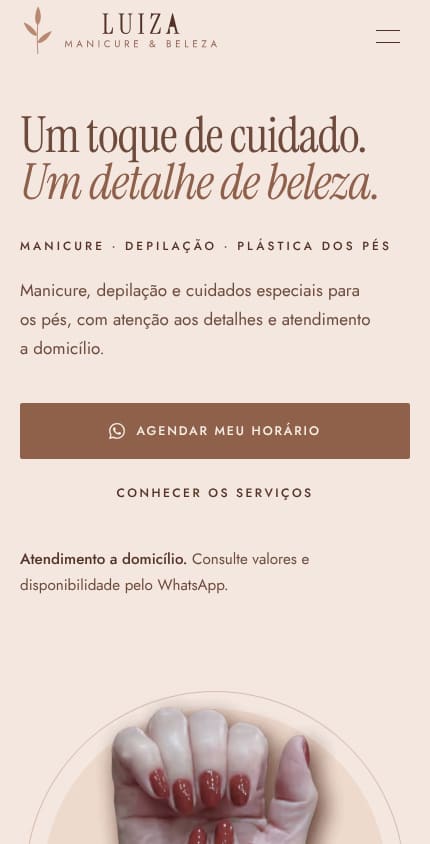 LUIZA
MANICURE & BELEZA
Um toque de cuidado.
Um detalhe de beleza.
MANICURE · DEPILAÇÃO · PLÁSTICA DOS PÉS
Manicure, depilação e cuidados especiais para
os pés, com atenção aos detalhes e atendimento
a domicílio.
AGENDAR MEU HORÁRIO
CONHECER OS SERVIÇOS
Atendimento a domicílio. Consulte valores e
disponibilidade pelo WhatsApp.